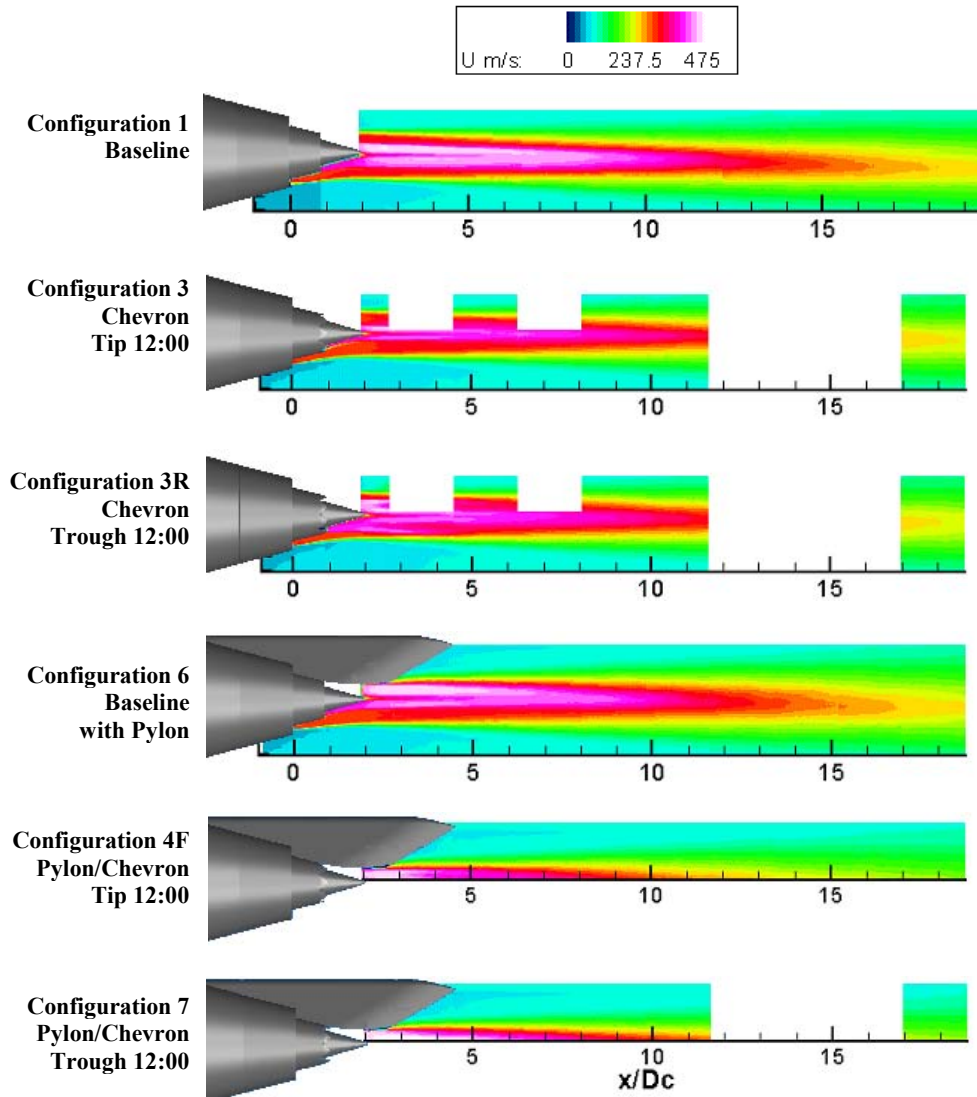 U m/s: 0 237.5 475
Configuration 1
Baseline
0 5 10 15
Configuration 3
Chevron
Tip 12:00
0 5 10 15
Configuration 3R
Chevron
Trough 12:00
0 5 10 15
Configuration 6
Baseline
with Pylon
0 5 10 15
Configuration 4F
Pylon/Chevron
Tip 12:00
5 10 15
Configuration 7
Pylon/Chevron
Trough 12:00
5 10 15
x/Dc